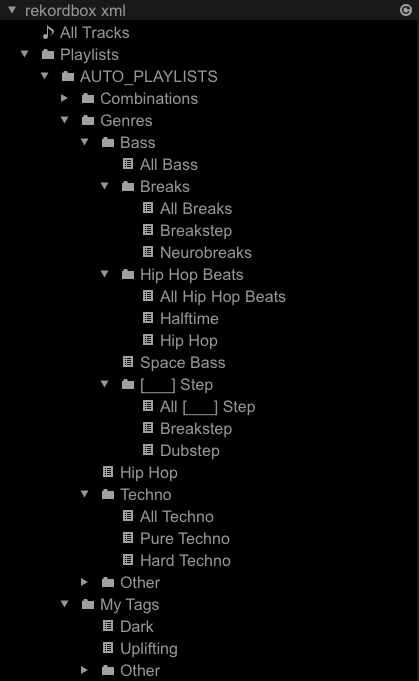 rekordbox xml
All Tracks
Playlists
AUTO_PLAYLISTS
Combinations
Genres
Bass
All Bass
Breaks
All Breaks
Breakstep
Neurobreaks
Hip Hop Beats
All Hip Hop Beats
Halftime
Hip Hop
Space Bass
[___] Step
All [___] Step
Breakstep
Dubstep
Hip Hop
Techno
All Techno
Pure Techno
Hard Techno
Other
My Tags
Dark
Uplifting
Other